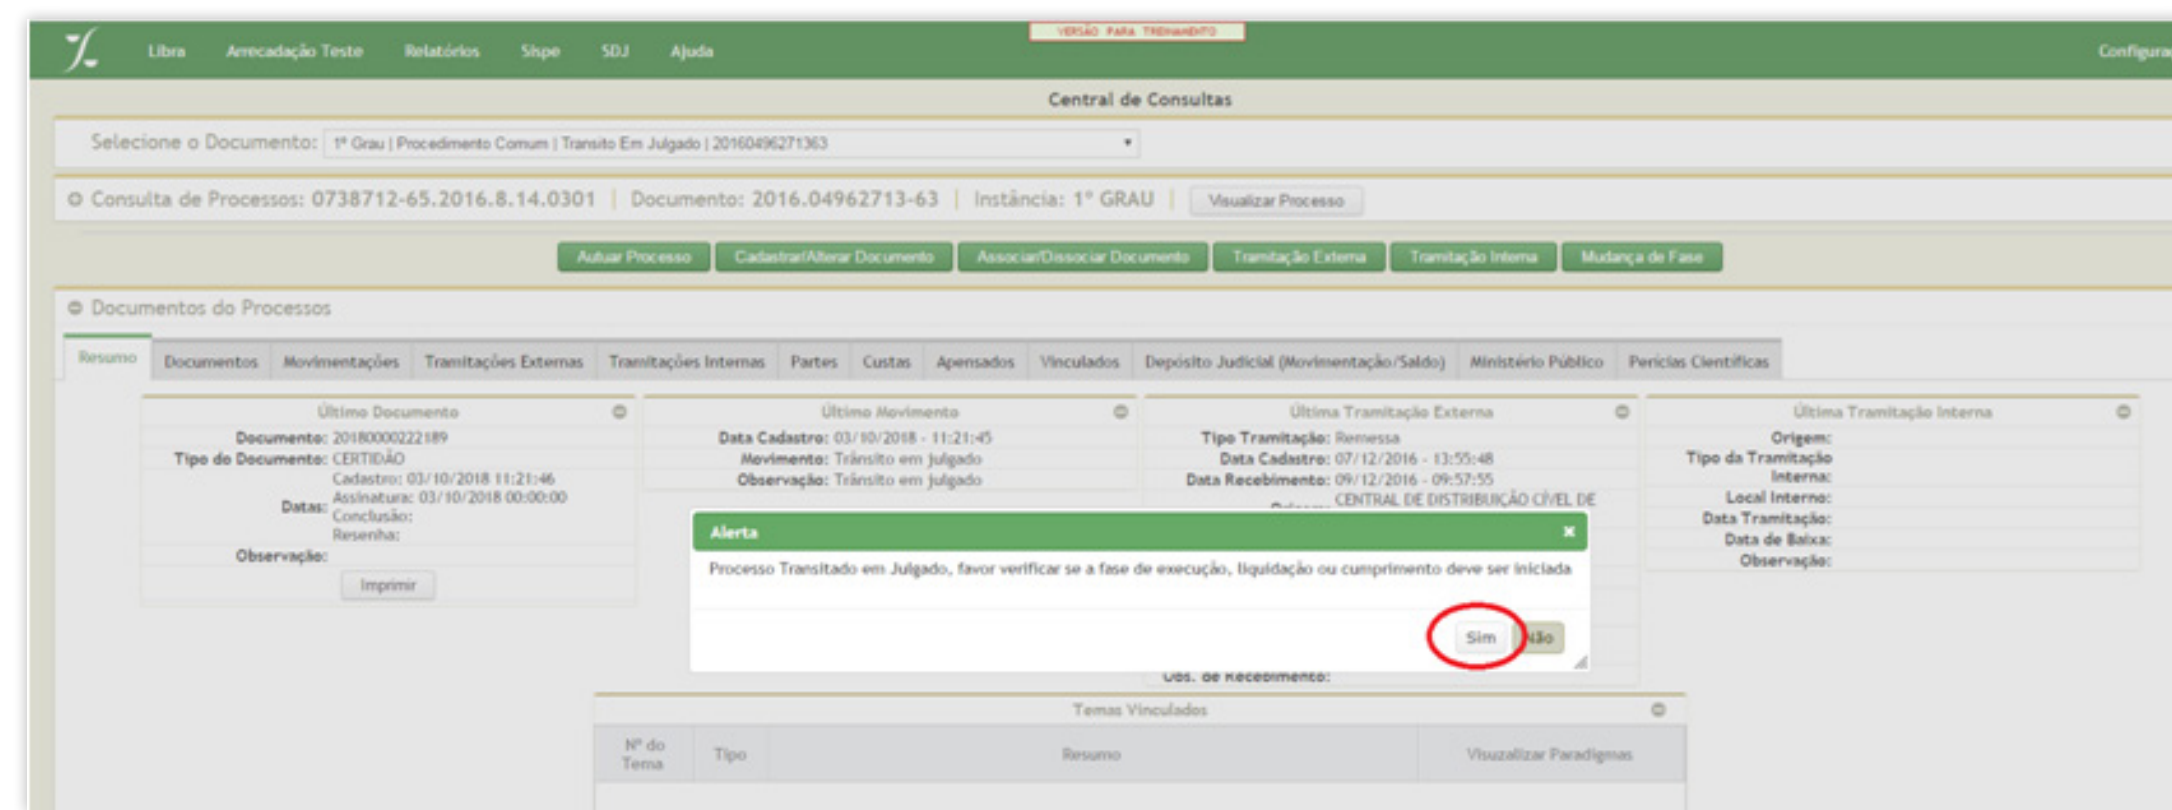 VERSÃO PARA TREINAMENTO
Libra Arrecadação Teste Relatórios Sispe SDJ Ajuda Configura
Central de Consultas
Selecione o Documento: 1º Grau | Procedimento Comum | Transito Em Julgado | 20160496271363
Consulta de Processos: 0738712-65.2016.8.14.0301 | Documento: 2016.04962713-63 | Instância: 1º GRAU | Visualizar Processo
Autuar Processo Cadastrar/Alterar Documento Associar/Dissociar Documento Tramitação Externa Tramitação Interna Mudança de Fase
Documentos do Processos
Resumo Documentos Movimentações Tramitações Externas Tramitações Internas Partes Custas Apensados Vinculados Depósito Judicial (Movimentação/Saldo) Ministério Público Perícias Científicas
Último Documento
Documento: 20180000222189
Tipo do Documento: CERTIDÃO
Datas: Cadastro: 03/10/2018 11:21:46
Assinatura: 03/10/2018 00:00:00
Conclusão:
Resenha:
Observação:
Imprimir
Último Movimento
Data Cadastro: 03/10/2018 - 11:21:45
Movimento: Trânsito em julgado
Observação: Trânsito em julgado
Última Tramitação Externa
Tipo Tramitação: Remessa
Data Cadastro: 07/12/2016 - 13:55:48
Data Recebimento: 09/12/2016 - 09:57:55
CENTRAL DE DISTRIBUIÇÃO CÍVEL DE
Última Tramitação Interna
Origem:
Tipo da Tramitação
Interna:
Local Interno:
Data Tramitação:
Data de Baixa:
Observação:
Alerta
Processo Transitado em Julgado, favor verificar se a fase de execução, liquidação ou cumprimento deve ser iniciada
Sim Não
Obs. de Recebimento:
Temas Vinculados
Nº do
Tema
Tipo Resumo Visuzalizar Paradigmas